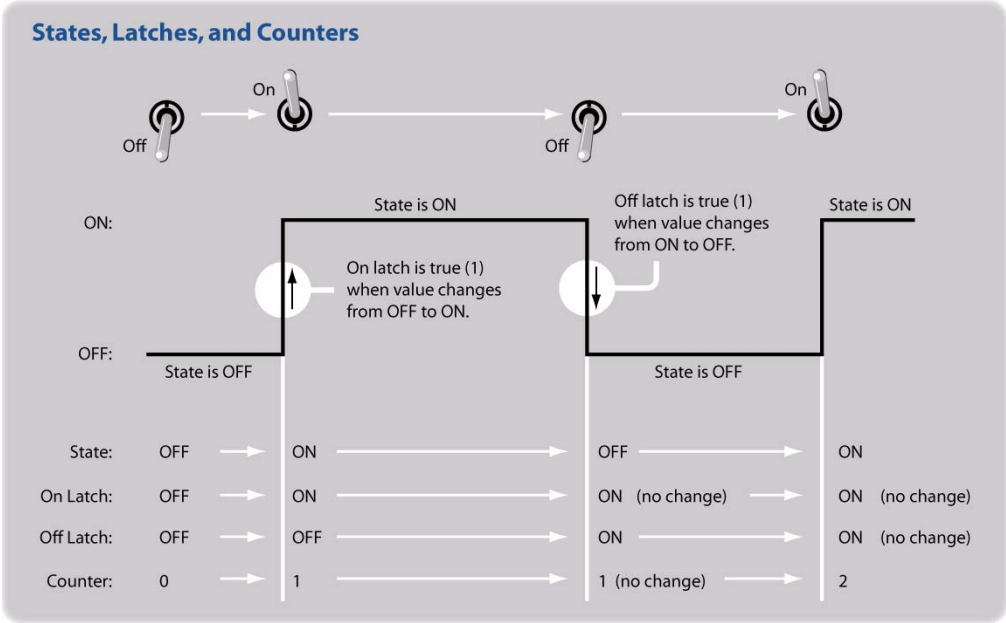 States, Latches, and Counters
On
On
Off
Off
State is ON
Off latch is true (1)
when value changes
from ON to OFF.
State is ON
ON:
On latch is true (1)
when value changes
from OFF to ON.
OFF:
State is OFF
State is OFF
State: OFF ON OFF ON
On Latch: OFF ON ON (no change) ON (no change)
Off Latch: OFF OFF ON ON (no change)
Counter: 0 1 1 (no change) 2